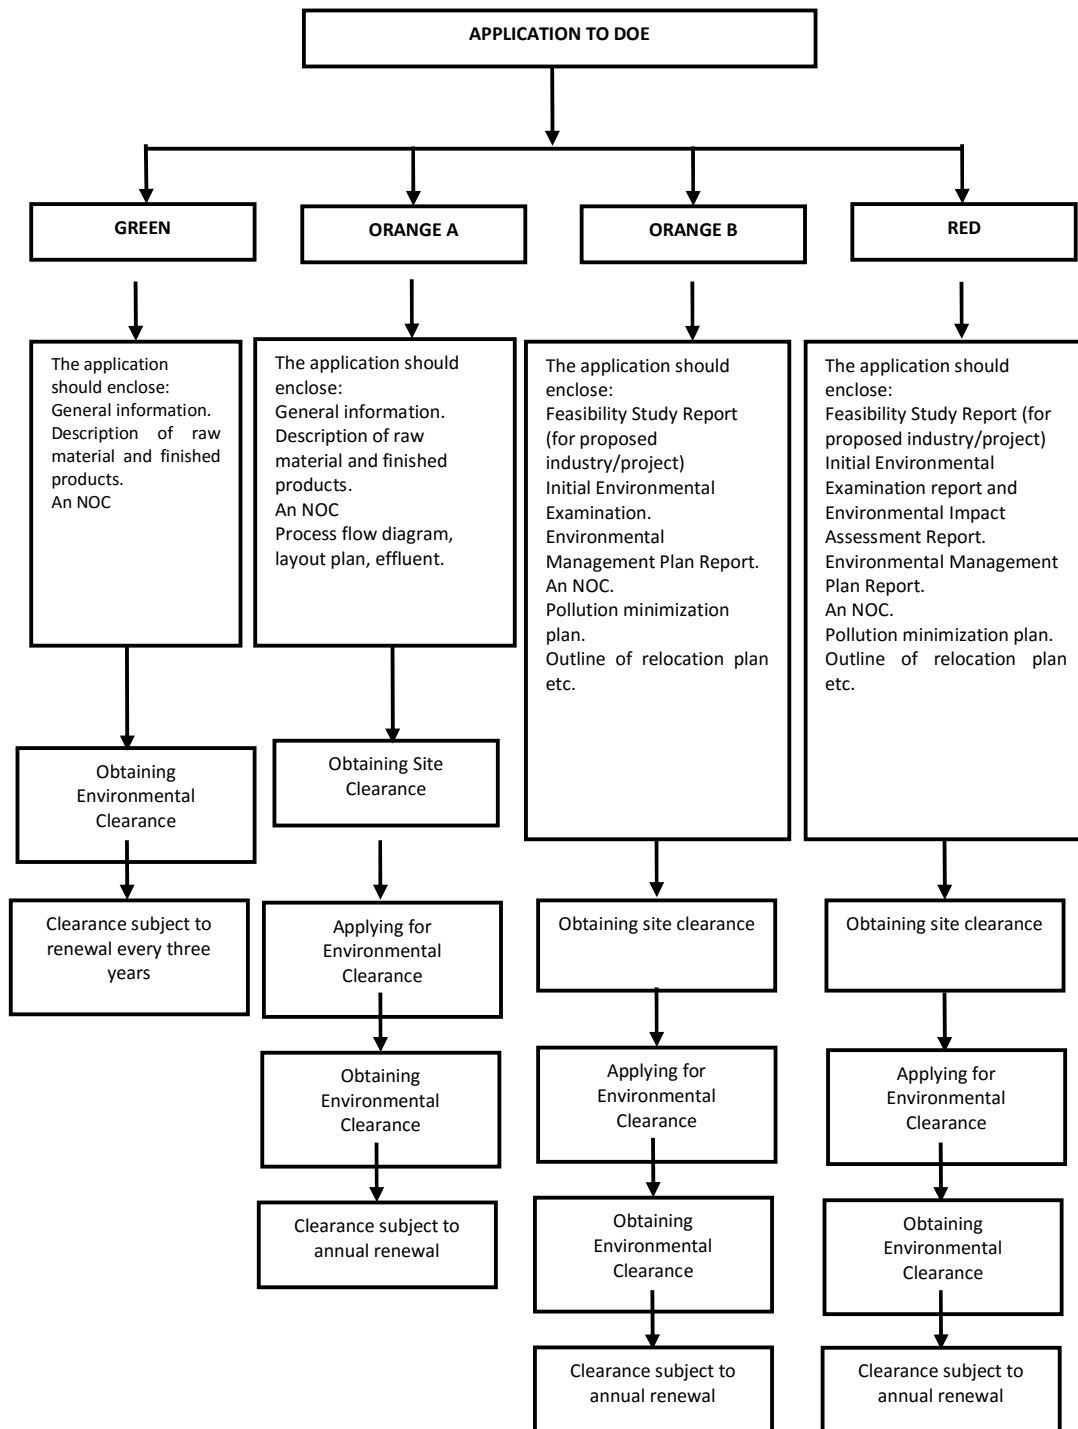 APPLICATION TO DOE
GREEN
ORANGE A
ORANGE B
RED
The application
should enclose:
General information.
Description of raw
material and finished
products.
An NOC
The application should
enclose:
General information.
Description of raw
material and finished
products.
An NOC
Process flow diagram,
layout plan, effluent.
The application should
enclose:
Feasibility Study Report
(for proposed
industry/project)
Initial Environmental
Examination.
Environmental
Management Plan Report.
An NOC.
Pollution minimization
plan.
Outline of relocation plan
etc.
The application should
enclose:
Feasibility Study Report (for
proposed industry/project)
Initial Environmental
Examination report and
Environmental Impact
Assessment Report.
Environmental Management
Plan Report.
An NOC.
Pollution minimization plan.
Outline of relocation plan
etc.
Obtaining
Environmental
Clearance
Obtaining Site
Clearance
Clearance subject to
renewal every three
years
Applying for
Environmental
Clearance
Obtaining site clearance
Obtaining site clearance
Obtaining
Environmental
Clearance
Applying for
Environmental
Clearance
Applying for
Environmental
Clearance
Clearance subject to
annual renewal
Obtaining
Environmental
Clearance
Obtaining
Environmental
Clearance
Clearance subject to
annual renewal
Clearance subject to
annual renewal